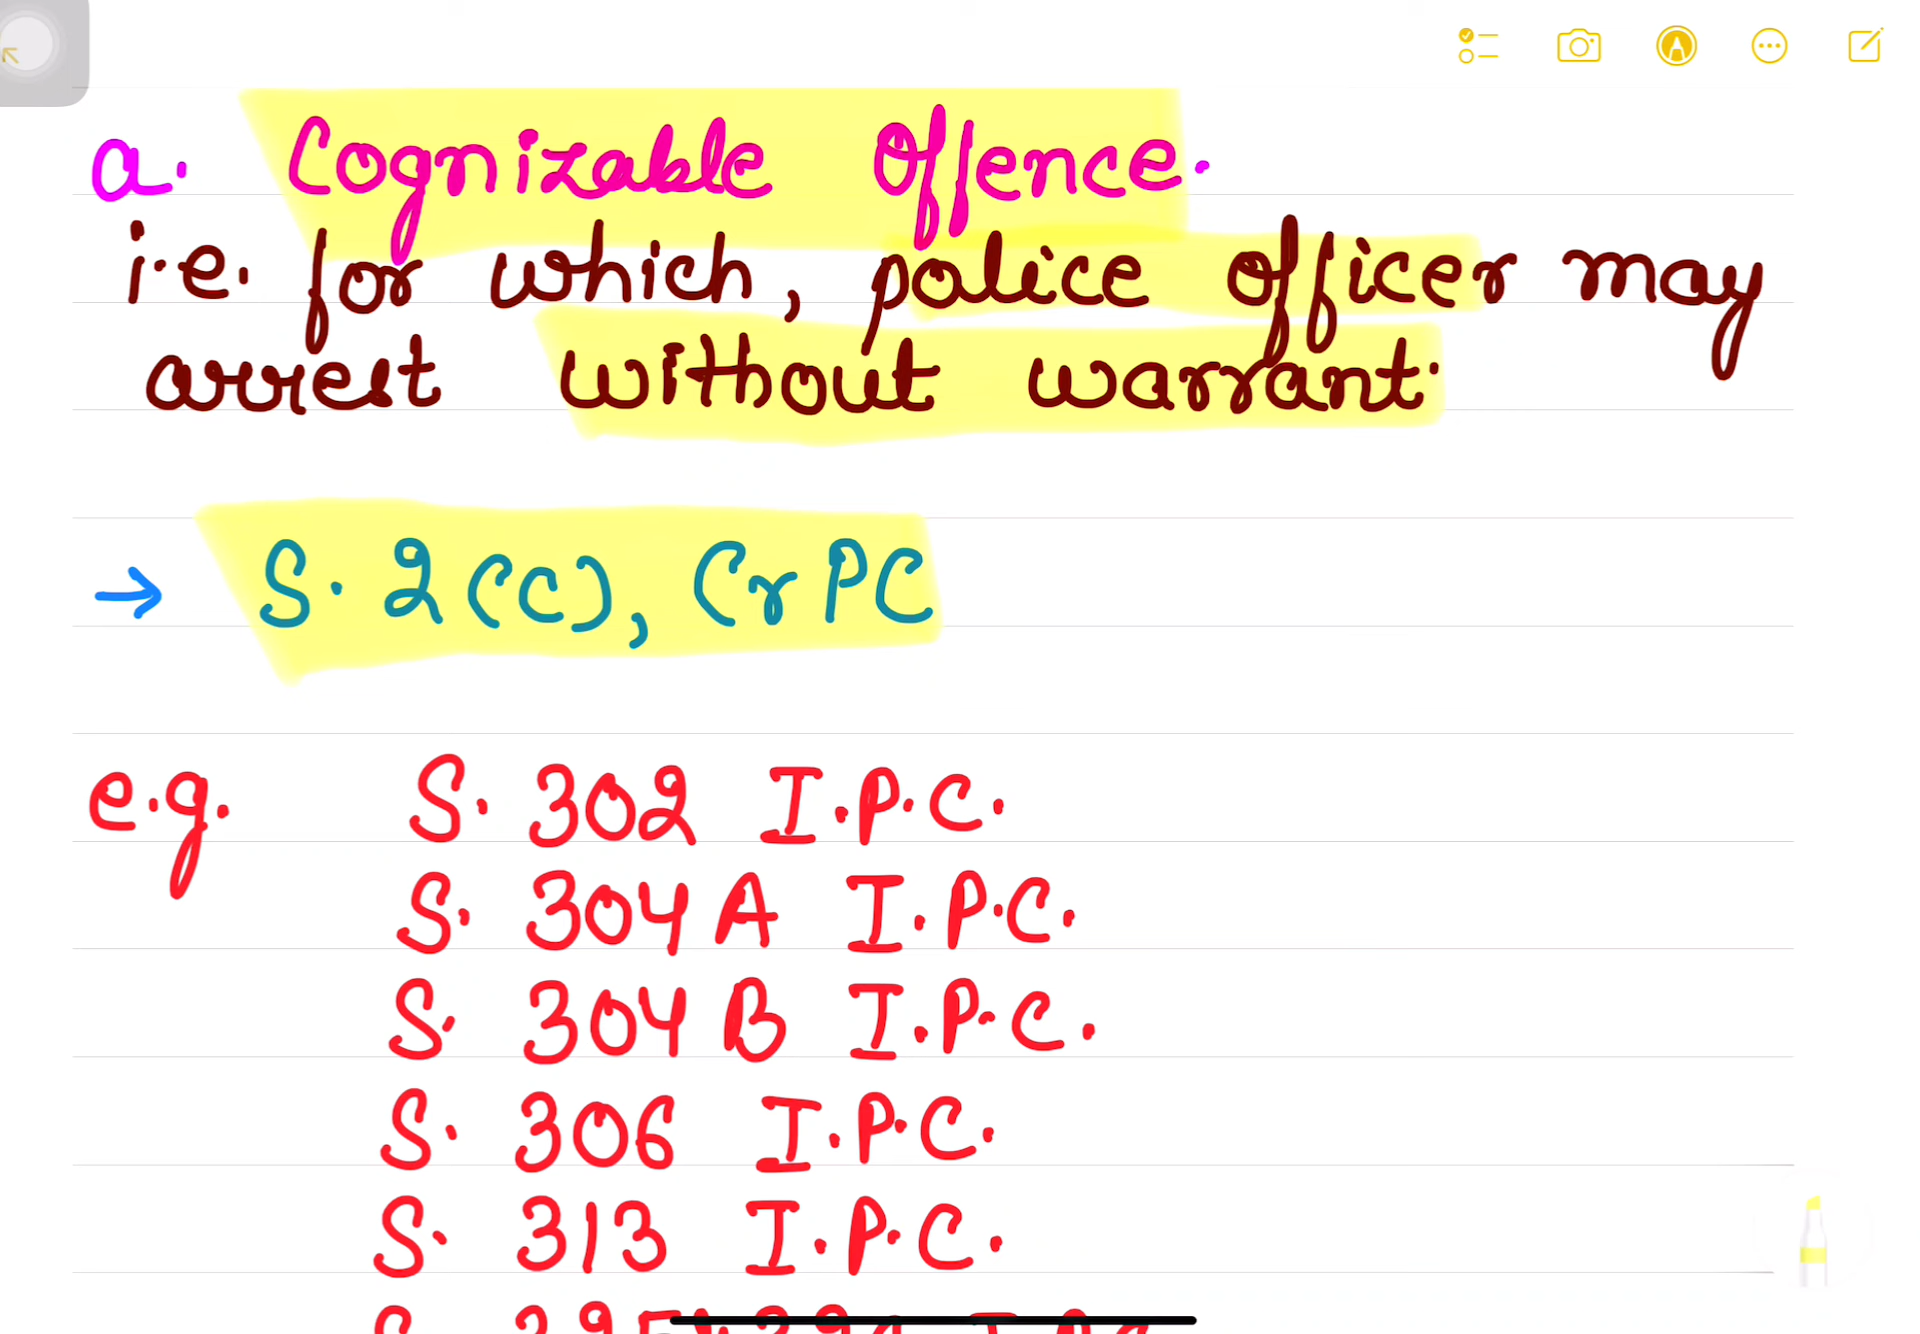 a. Cognizable Offence.
i.e. for which, police officer may
arrest without warrant.
→ S. 2(c), CrPC
e.g. S. 302 I.P.C.
S. 304 A I.P.C.
S. 304 B I.P.C.
S. 306 I.P.C.
S. 313 I.P.C.